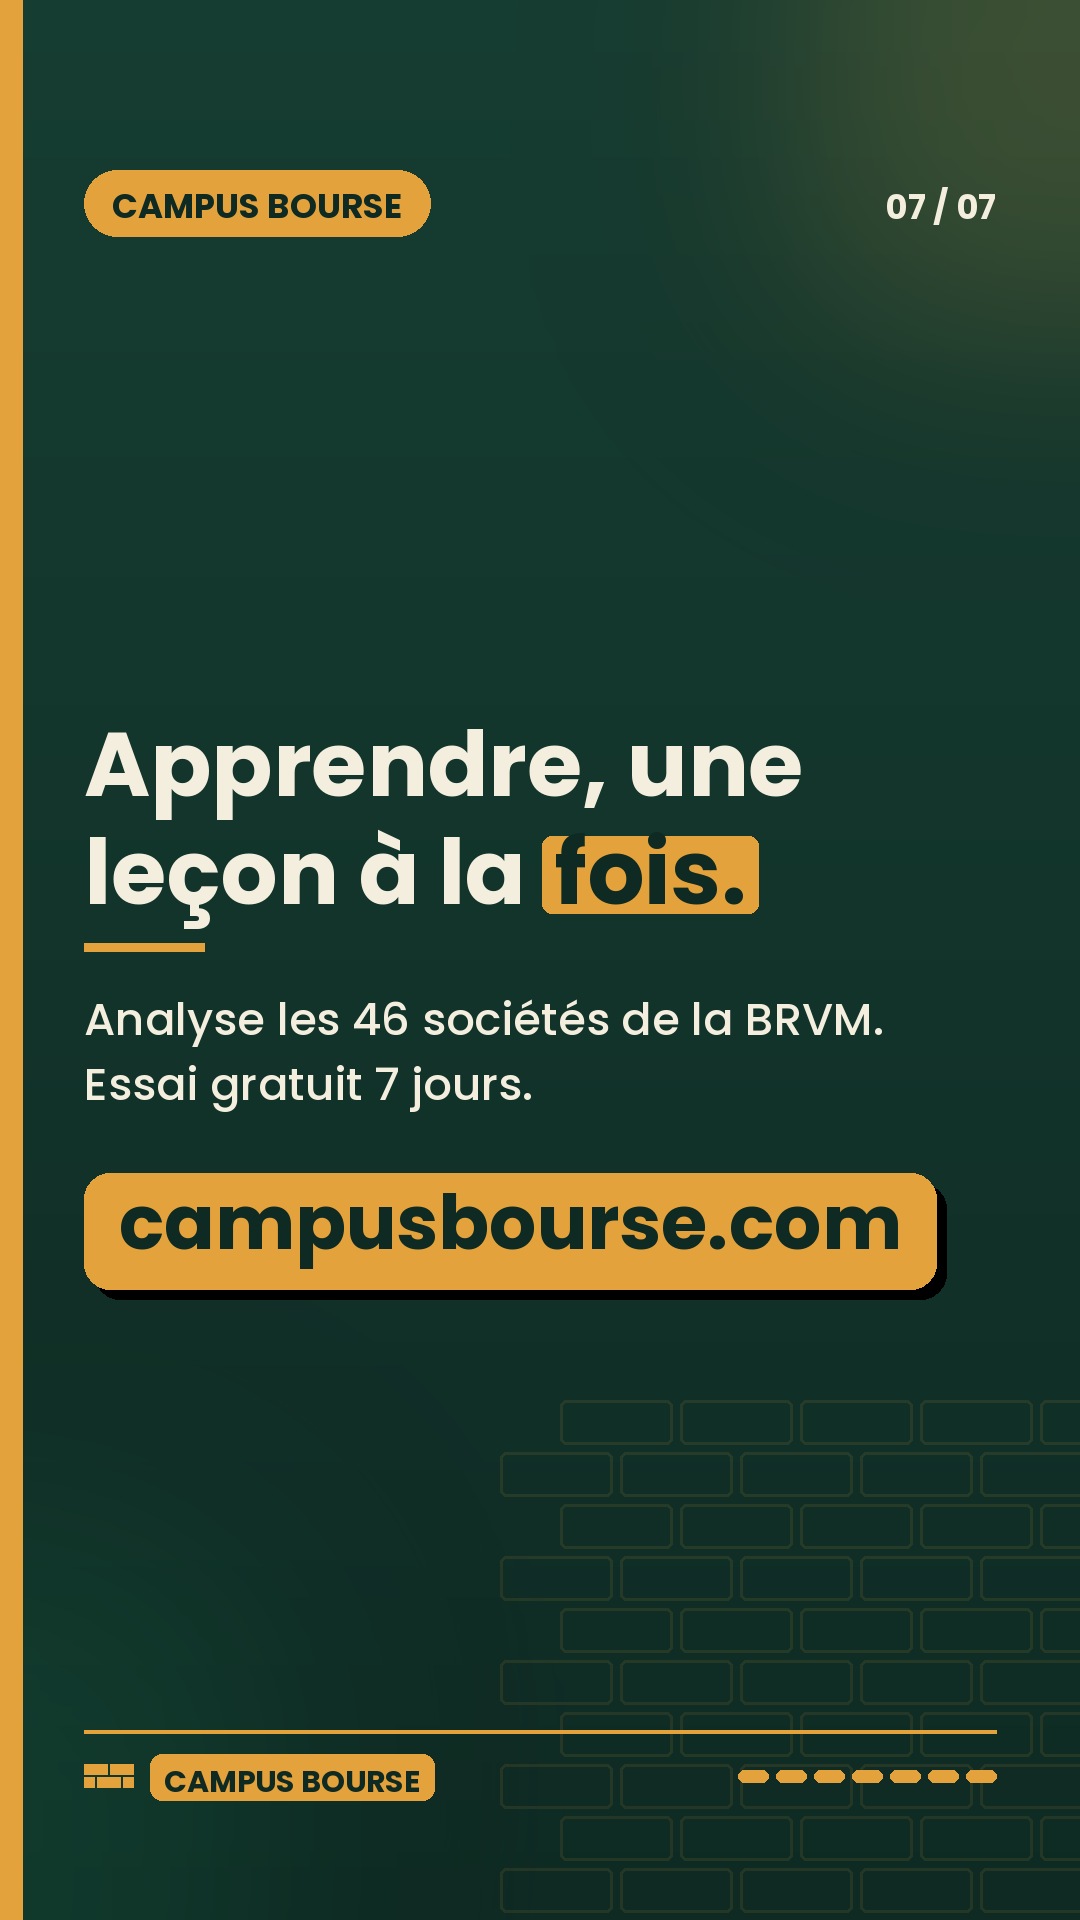 CAMPUS BOURSE
07 / 07
Apprendre, une
leçon à la fois.
Analyse les 46 sociétés de la BRVM.
Essai gratuit 7 jours.
campusbourse.com
CAMPUS BOURSE